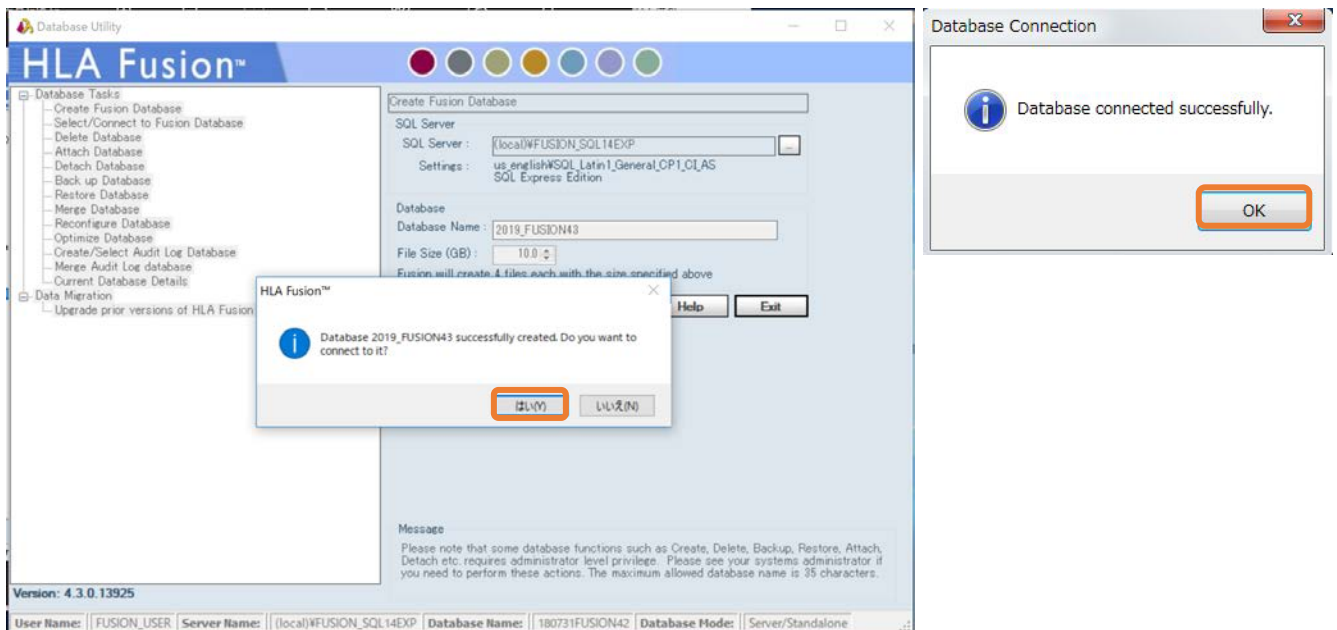 Database Utility
HLA Fusion™
Database Tasks
Create Fusion Database
Select/Connect to Fusion Database
Delete Database
Attach Database
Detach Database
Back up Database
Restore Database
Merge Database
Reconfigure Database
Optimize Database
Create/Select Audit Log Database
Merge Audit Log database
Current Database Details
Data Migration
Upgrade prior versions of HLA Fusion
Create Fusion Database
SQL Server
SQL Server : (local)¥FUSION_SQL14EXP ...
Settings : us_english¥SQL_Latin1_General_CP1_CI_AS
SQL Express Edition
Database
Database Name : 2019_FUSION43
File Size (GB) : 10.0
Fusion will create 4 files each with the size specified above
Help Exit
HLA Fusion™
Database 2019_FUSION43 successfully created. Do you want to
connect to it?
はい(Y) いいえ(N)
Message
Please note that some database functions such as Create, Delete, Backup, Restore, Attach,
Detach etc. requires administrator level privilege. Please see your systems administrator if
you need to perform these actions. The maximum allowed database name is 35 characters.
Version: 4.3.0.13925
User Name: FUSION_USER Server Name: (local)¥FUSION_SQL14EXP Database Name: 180731FUSION42 Database Mode: Server/Standalone
Database Connection
Database connected successfully.
OK